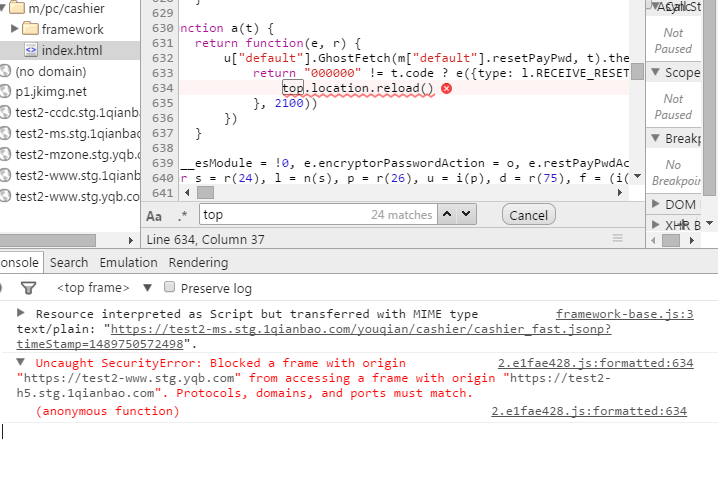 m/pc/cashier
framework
index.html
(no domain)
p1.jkimg.net
test2-ccdc.stg.1qianbao
test2-ms.stg.1qianbao.c
test2-mzone.stg.yqb.co
test2-www.stg.1qianba
test2-www.stg.yqb.com
629
630 nction a(t) {
631 return function(e, r) {
632 u["default"].GhostFetch(m["default"].resetPayPwd, t).the
633 return "000000" != t.code ? e({type: l.RECEIVE_RESET
634 top.location.reload()
635 }, 2100))
636 })
637 }
638
639 __esModule = !0, e.encryptorPasswordAction = o, e.restPayPwdAc
640 r s = r(24), l = n(s), p = r(26), u = i(p), d = r(75), f = (i(
641
Aa .* top 24 matches Cancel
Line 634, Column 37
Not
Paused
Scope
Not
Paused
Breakp
No
Breakpoin
DOM
XHR B
onsole Search Emulation Rendering
<top frame> Preserve log
Resource interpreted as Script but transferred with MIME type framework-base.js:3
text/plain: "https://test2-ms.stg.1qianbao.com/youqian/cashier/cashier_fast.jsonp?
timeStamp=1489750572498".
Uncaught SecurityError: Blocked a frame with origin 2.e1fae428.js:formatted:634
"https://test2-www.stg.yqb.com" from accessing a frame with origin "https://test2-
h5.stg.1qianbao.com". Protocols, domains, and ports must match.
(anonymous function) 2.e1fae428.js:formatted:634